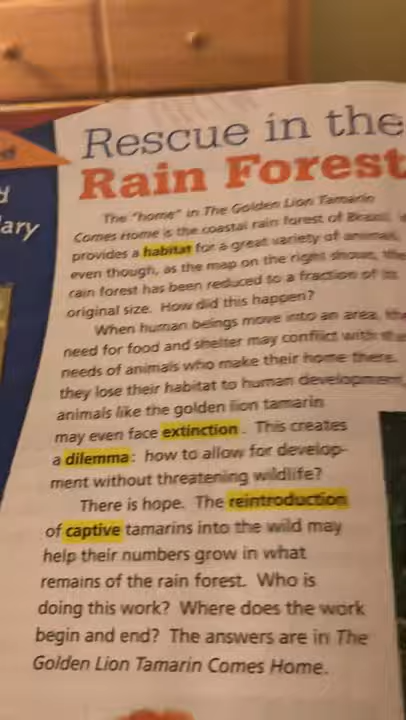 ary
Rescue in the
Rain Forest
The "home" in The Golden Lion Tamarin
Comes Home is the coastal rain forest of Brazil. It
provides a habitat for a great variety of animals,
even though, as the map on the right shows, the
rain forest has been reduced to a fraction of its
original size. How did this happen?
When human beings move into an area, the
need for food and shelter may conflict with the
needs of animals who make their home there.
they lose their habitat to human development,
animals like the golden lion tamarin
may even face extinction. This creates
a dilemma: how to allow for develop-
ment without threatening wildlife?
There is hope. The reintroduction
of captive tamarins into the wild may
help their numbers grow in what
remains of the rain forest. Who is
doing this work? Where does the work
begin and end? The answers are in The
Golden Lion Tamarin Comes Home.